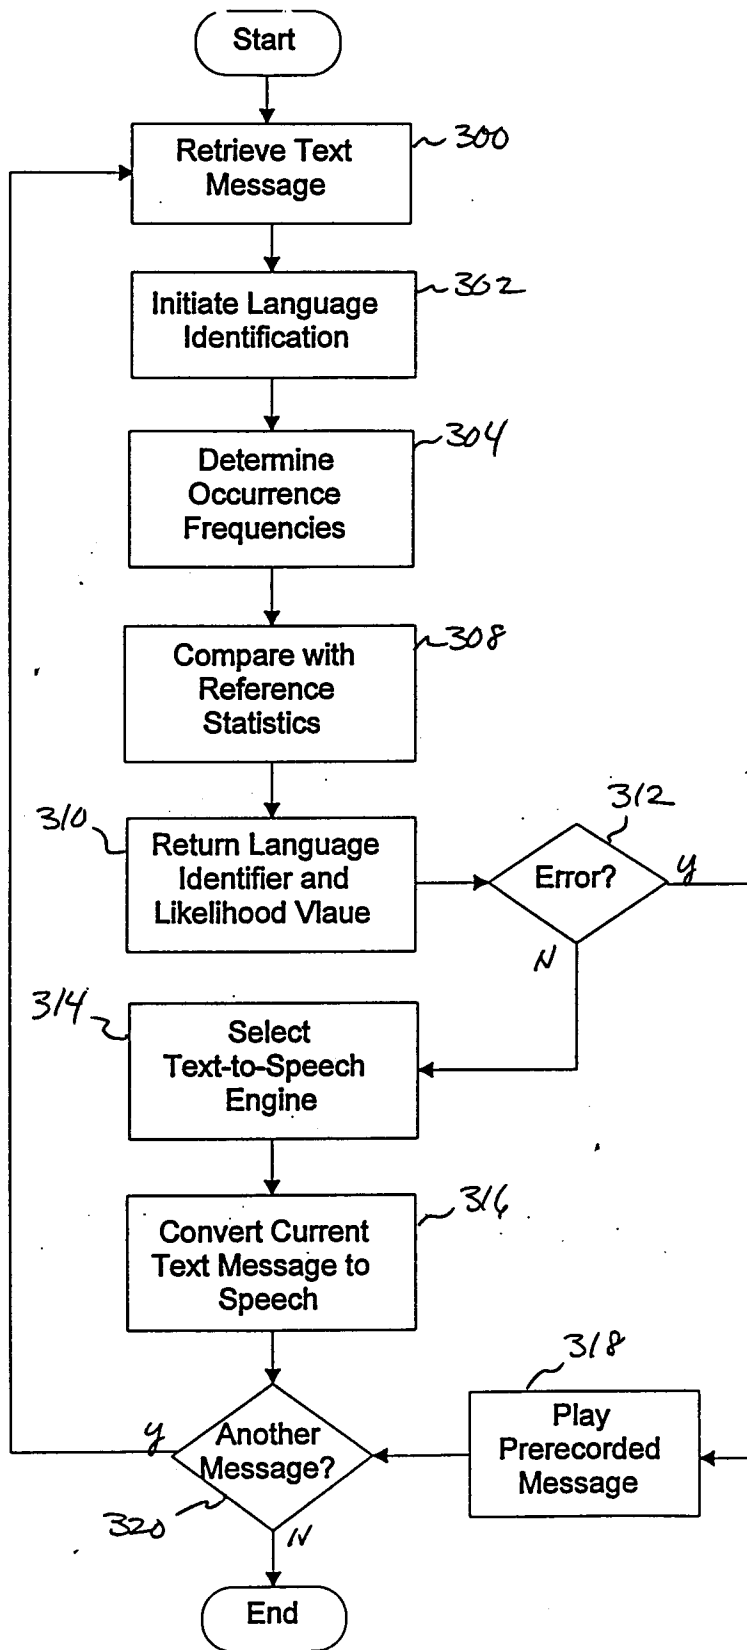 Start
Retrieve Text
Message
300
Initiate Language
Identification
302
Determine
Occurrence
Frequencies
304
Compare with
Reference
Statistics
308
310
Return Language
Identifier and
Likelihood Vlaue
312
Error?
y
N
314
Select
Text-to-Speech
Engine
316
Convert Current
Text Message to
Speech
318
Play
Prerecorded
Message
y
Another
Message?
320
N
End